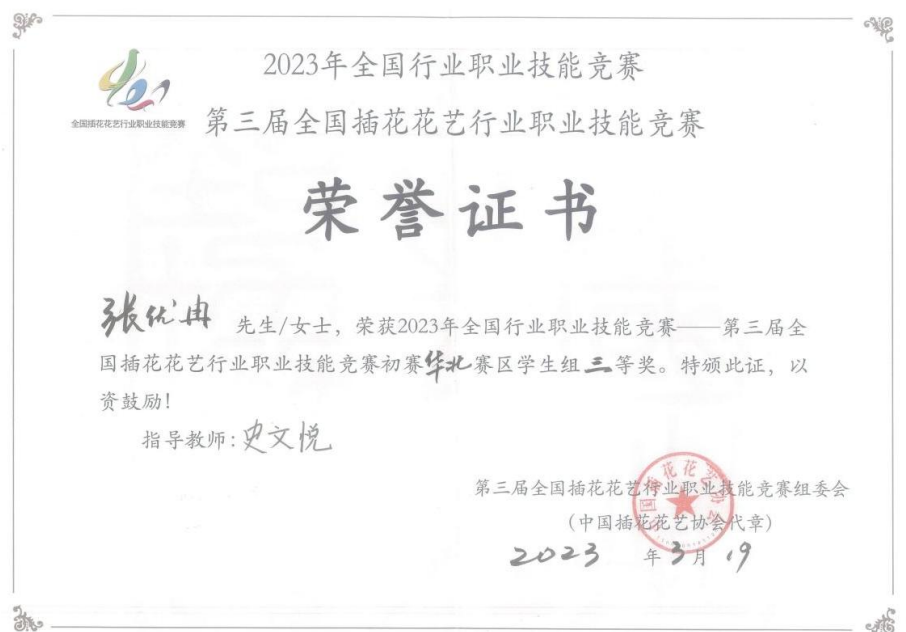 2023年全国行业职业技能竞赛
全国插花花艺行业职业技能竞赛
第三届全国插花花艺行业职业技能竞赛
荣誉证书
张优冉 先生/女士，荣获2023年全国行业职业技能竞赛——第三届全
国插花花艺行业职业技能竞赛初赛华北赛区学生组三等奖。特颁此证，以
资鼓励！
指导教师：史文悦
第三届全国插花花艺行业职业技能竞赛组委会
（中国插花花艺协会代章）
2023 年3月19